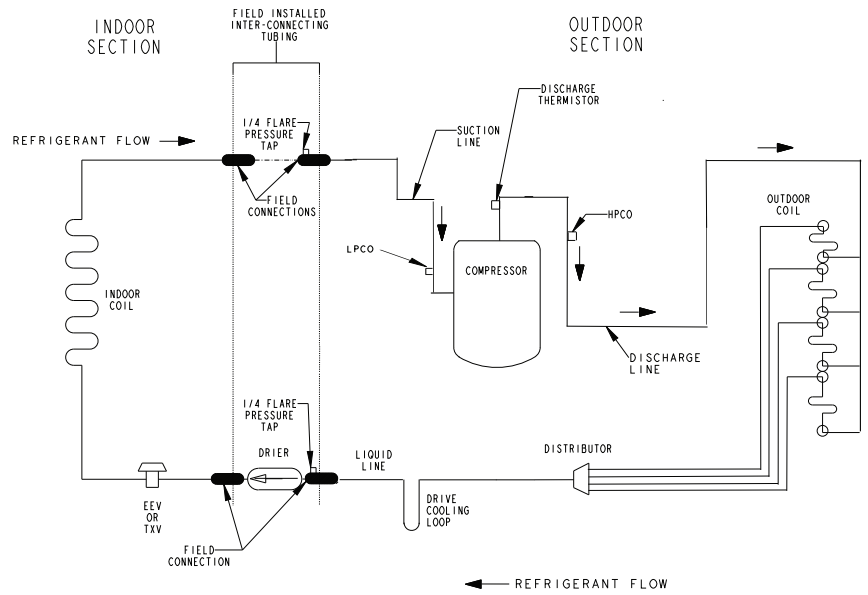 INDOOR
SECTION
FIELD INSTALLED
INTER-CONNECTING
TUBING
OUTDOOR
SECTION
DISCHARGE
THERMISTOR
REFRIGERANT FLOW
1/4 FLARE
PRESSURE
TAP
SUCTION
LINE
FIELD
CONNECTIONS
OUTDOOR
COIL
HPCO
LPCO
COMPRESSOR
INDOOR
COIL
DISCHARGE
LINE
1/4 FLARE
PRESSURE
TAP
DRIER
LIQUID
LINE
DISTRIBUTOR
EEV
OR
TXV
DRIVE
COOLING
LOOP
FIELD
CONNECTION
REFRIGERANT FLOW